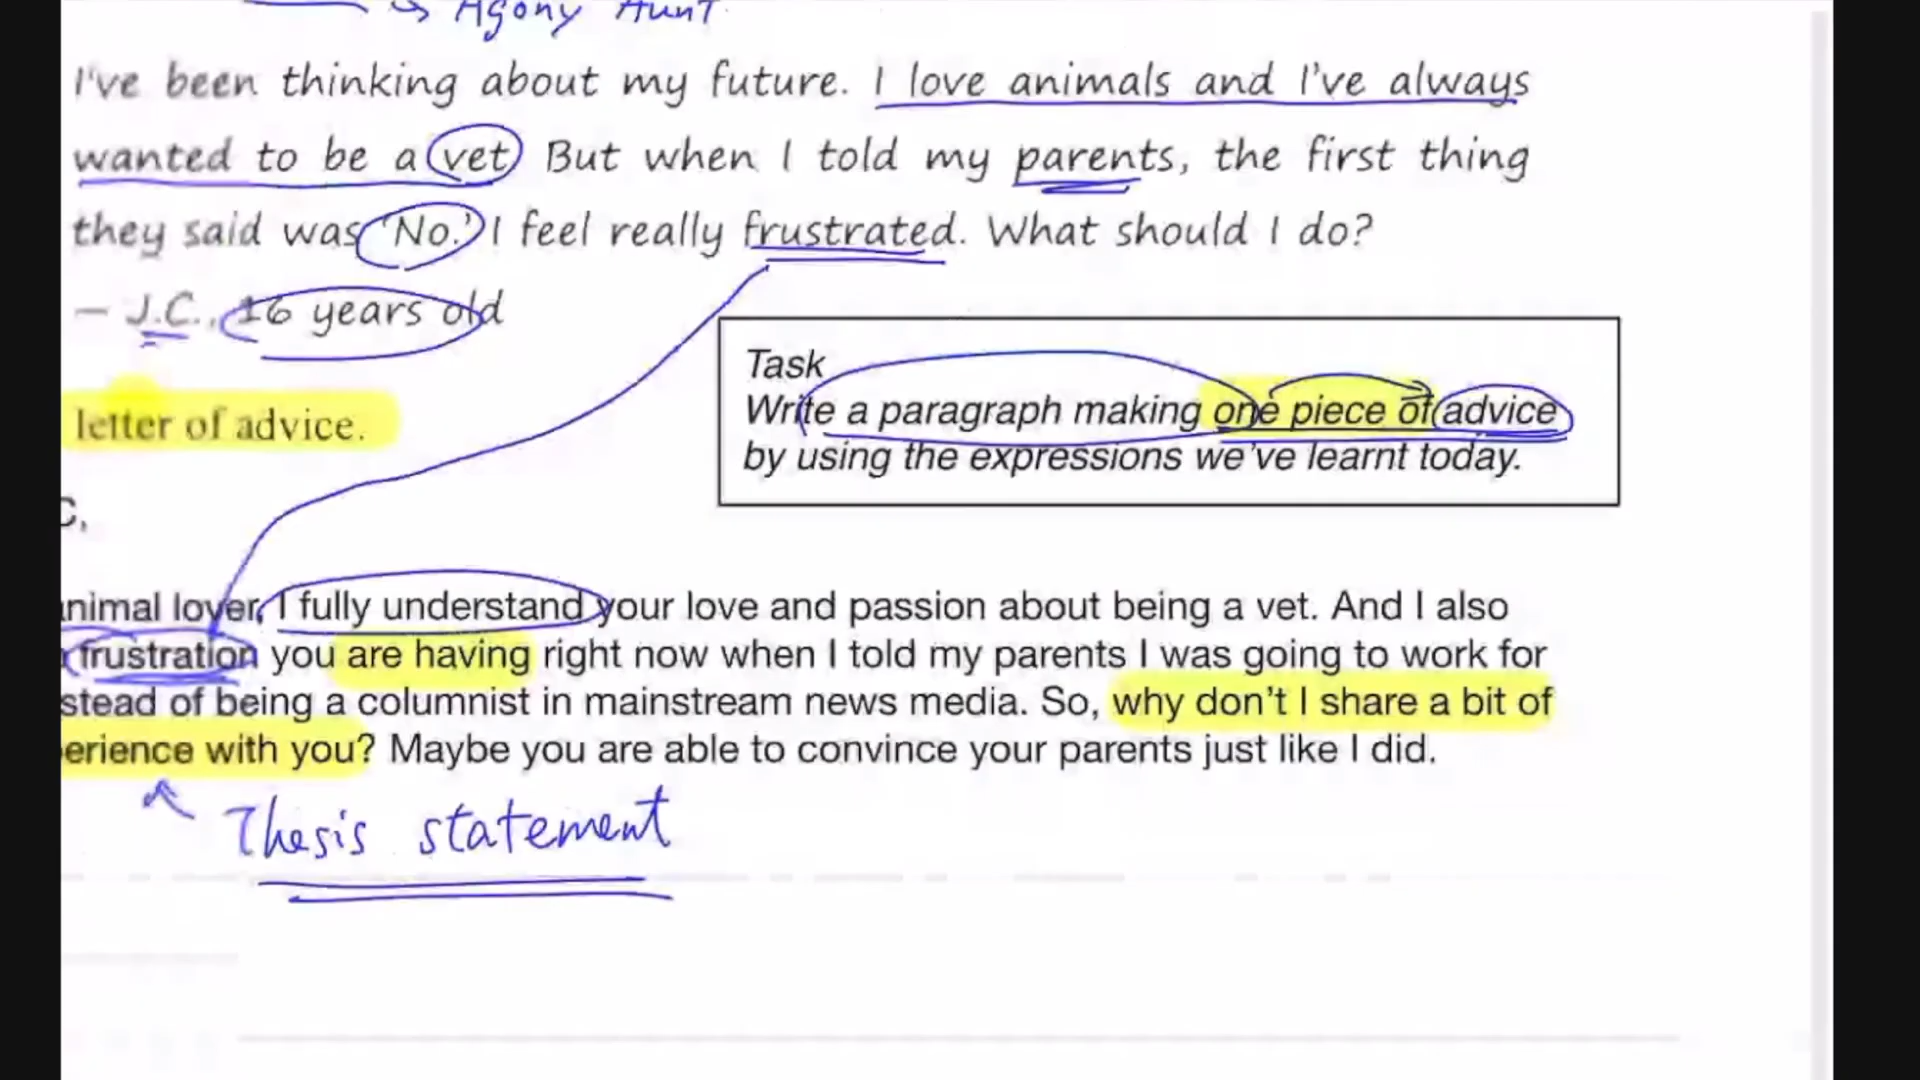 Agony Aunt
I've been thinking about my future. I love animals and I've always
wanted to be a vet. But when I told my parents, the first thing
they said was 'No.' I feel really frustrated. What should I do?
– J.C., 16 years old
Task
Write a paragraph making one piece of advice
by using the expressions we've learnt today.
letter of advice.
C,
nimal lover, I fully understand your love and passion about being a vet. And I also
frustration you are having right now when I told my parents I was going to work for
stead of being a columnist in mainstream news media. So, why don't I share a bit of
erience with you? Maybe you are able to convince your parents just like I did.
Thesis statement